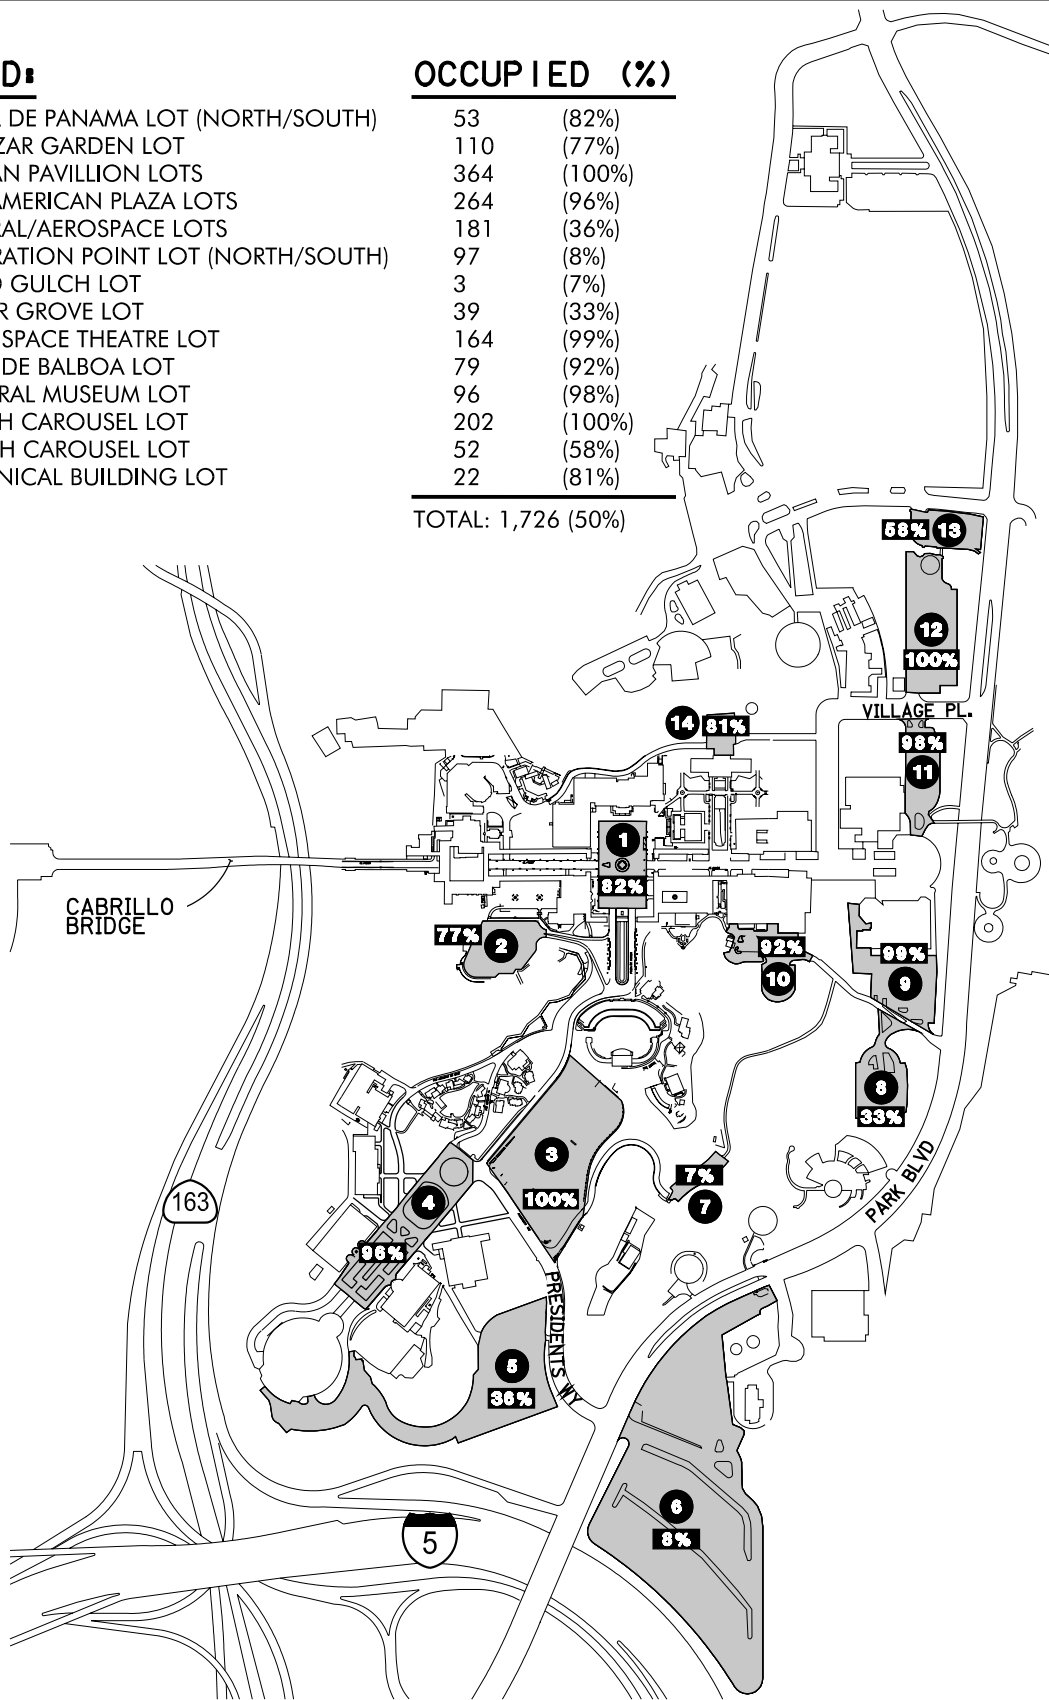 D:
OCCUPIED (%)
DE PANAMA LOT (NORTH/SOUTH) 53 (82%)
ZAR GARDEN LOT 110 (77%)
AN PAVILLION LOTS 364 (100%)
AMERICAN PLAZA LOTS 264 (96%)
RAL/AEROSPACE LOTS 181 (36%)
RATION POINT LOT (NORTH/SOUTH) 97 (8%)
GULCH LOT 3 (7%)
R GROVE LOT 39 (33%)
SPACE THEATRE LOT 164 (99%)
DE BALBOA LOT 79 (92%)
RAL MUSEUM LOT 96 (98%)
H CAROUSEL LOT 202 (100%)
H CAROUSEL LOT 52 (58%)
NICAL BUILDING LOT 22 (81%)
TOTAL: 1,726 (50%)
58% 13
12
100%
VILLAGE PL.
14 81%
98%
11
1
82%
CABRILLO
BRIDGE
77% 2
92%
10
99%
9
8
33%
3
100%
7%
7
PARK BLVD
163
4
96%
PRESIDENTS WY
5
36%
6
8%
5